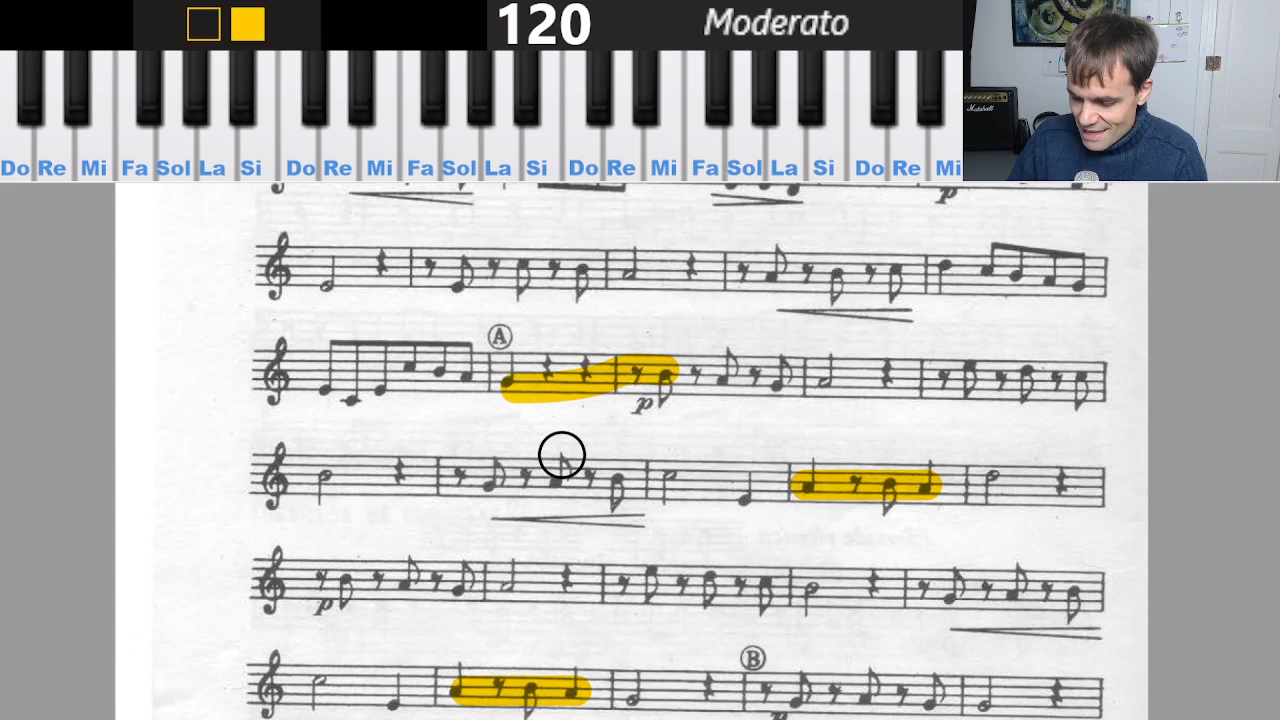 120 Moderato
Marshall
Do Re Mi Fa Sol La Si Do Re Mi Fa Sol La Si Do Re Mi Fa Sol La Si Do Re Mi
p
A
p
p
B
p